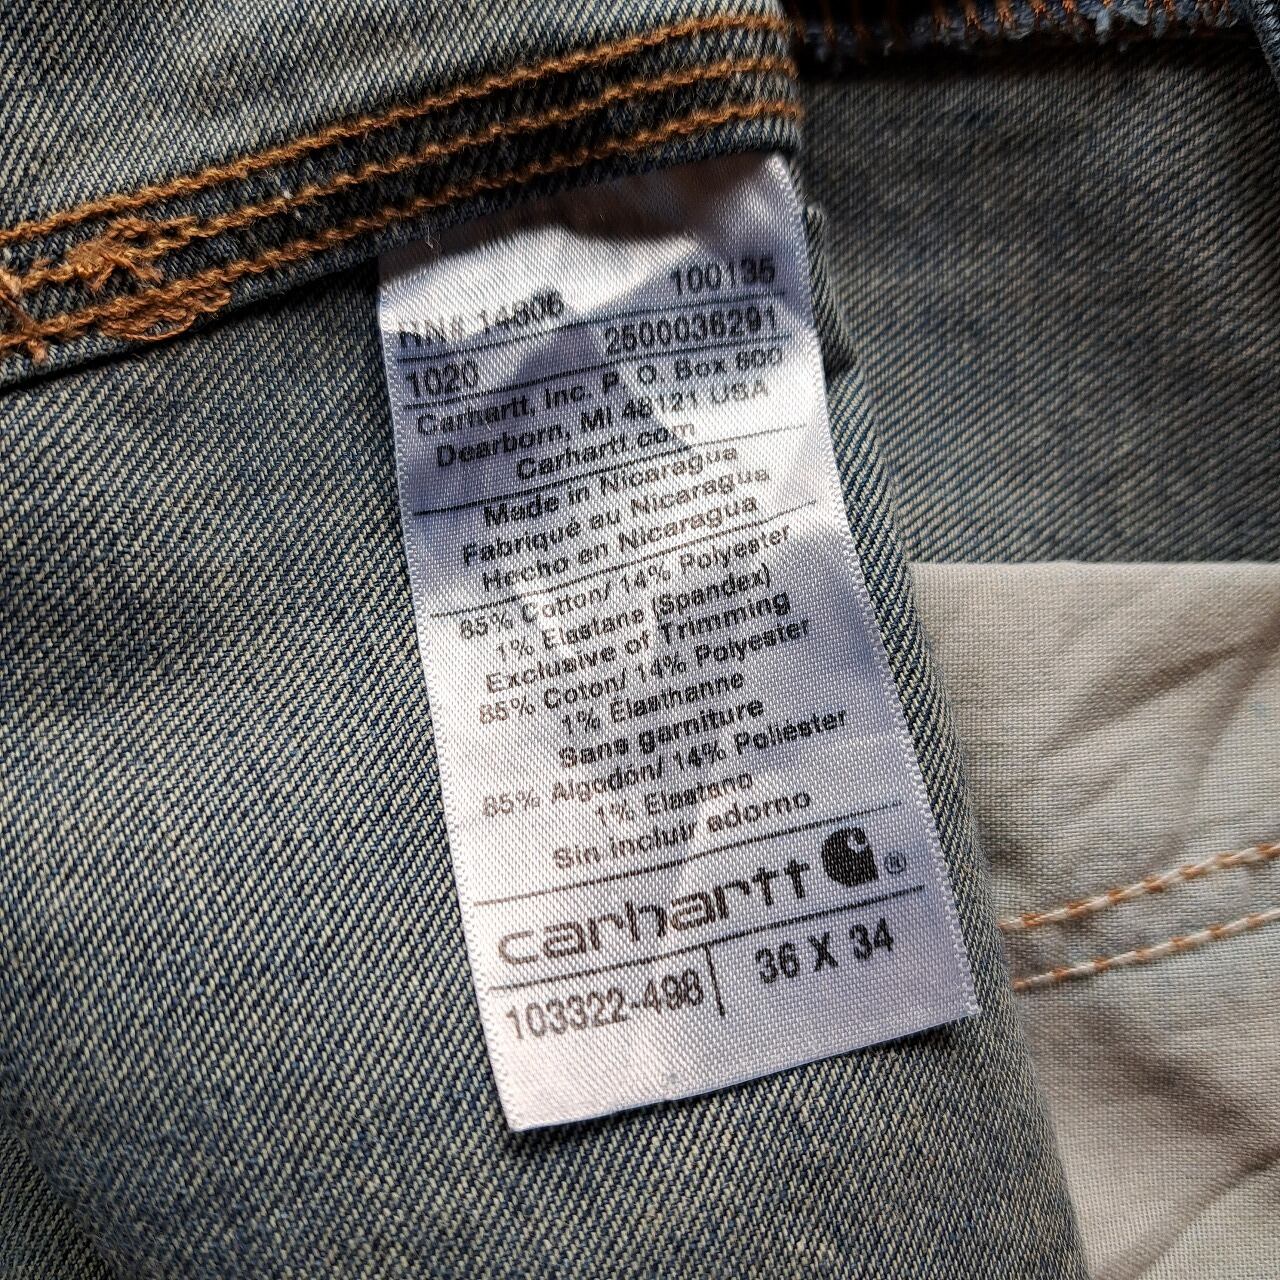 RN# 14806 100135
1020 2500036291
Carhartt, Inc. P. O. Box 600
Dearborn, MI 48121 USA
Carhartt.com
Made in Nicaragua
Fabriqué au Nicaragua
Hecho en Nicaragua
85% Cotton/ 14% Polyester
1% Elastane (Spandex)
Exclusive of Trimming
85% Coton/ 14% Polyester
1% Elasthanne
Sans garniture
85% Algodón/ 14% Poliéster
1% Elastano
Sin incluir adorno
carhartt ®
103322-498 36 X 34